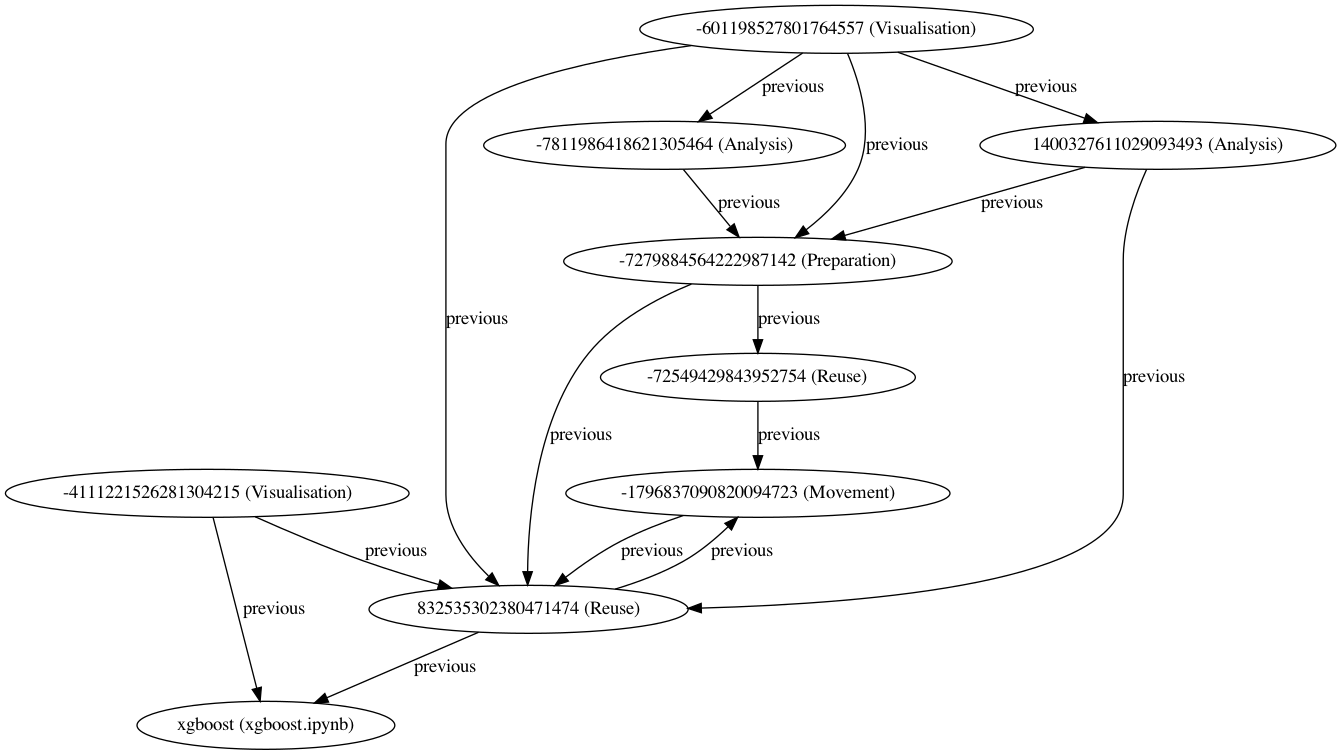 -601198527801764557 (Visualisation)
previous
previous
-7811986418621305464 (Analysis)
previous
1400327611029093493 (Analysis)
previous
previous
-7279884564222987142 (Preparation)
previous
previous
-72549429843952754 (Reuse)
previous
previous
previous
-4111221526281304215 (Visualisation)
-1796837090820094723 (Movement)
previous
previous
previous
previous
832535302380471474 (Reuse)
previous
xgboost (xgboost.ipynb)